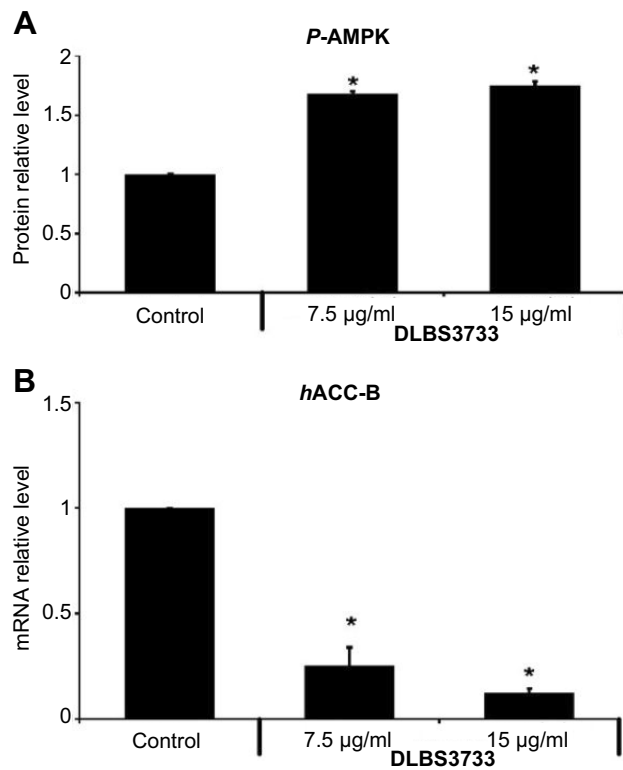 A
P-AMPK
Protein relative level
2
1.5
1
0.5
0
*
*
Control
7.5 µg/ml
15 µg/ml
DLBS3733
B
hACC-B
mRNA relative level
1.5
1
0.5
0
*
*
Control
7.5 µg/ml
15 µg/ml
DLBS3733